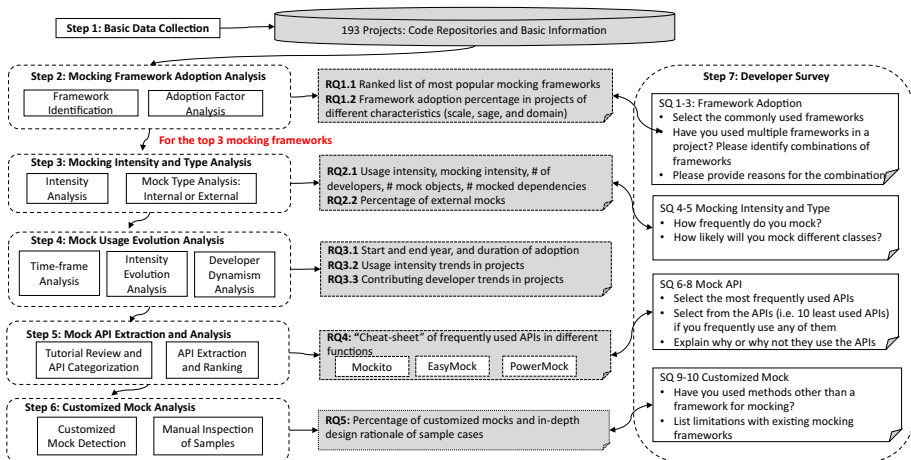 Step 1: Basic Data Collection
193 Projects: Code Repositories and Basic Information
Step 2: Mocking Framework Adoption Analysis
Framework
Identification
Adoption Factor
Analysis
RQ1.1 Ranked list of most popular mocking frameworks
RQ1.2 Framework adoption percentage in projects of
different characteristics (scale, sage, and domain)
For the top 3 mocking frameworks
Step 3: Mocking Intensity and Type Analysis
Intensity
Analysis
Mock Type Analysis:
Internal or External
RQ2.1 Usage intensity, mocking intensity, # of
developers, # mock objects, # mocked dependencies
RQ2.2 Percentage of external mocks
Step 4: Mock Usage Evolution Analysis
Time-frame
Analysis
Intensity
Evolution
Analysis
Developer
Dynamism
Analysis
RQ3.1 Start and end year, and duration of adoption
RQ3.2 Usage intensity trends in projects
RQ3.3 Contributing developer trends in projects
Step 5: Mock API Extraction and Analysis
Tutorial Review and
API Categorization
API Extraction
and Ranking
RQ4: “Cheat-sheet” of frequently used APIs in different
functions
Mockito
EasyMock
PowerMock
Step 6: Customized Mock Analysis
Customized
Mock Detection
Manual Inspection
of Samples
RQ5: Percentage of customized mocks and in-depth
design rationale of sample cases
Step 7: Developer Survey
SQ 1-3: Framework Adoption
• Select the commonly used frameworks
• Have you used multiple frameworks in a
project? Please identify combinations of
frameworks
• Please provide reasons for the combination
SQ 4-5 Mocking Intensity and Type
• How frequently do you mock?
• How likely will you mock different classes?
SQ 6-8 Mock API
• Select the most frequently used APIs
• Select from the APIs (i.e. 10 least used APIs)
if you frequently use any of them
• Explain why or why not they use the APIs
SQ 9-10 Customized Mock
• Have you used methods other than a
framework for mocking?
• List limitations with existing mocking
frameworks